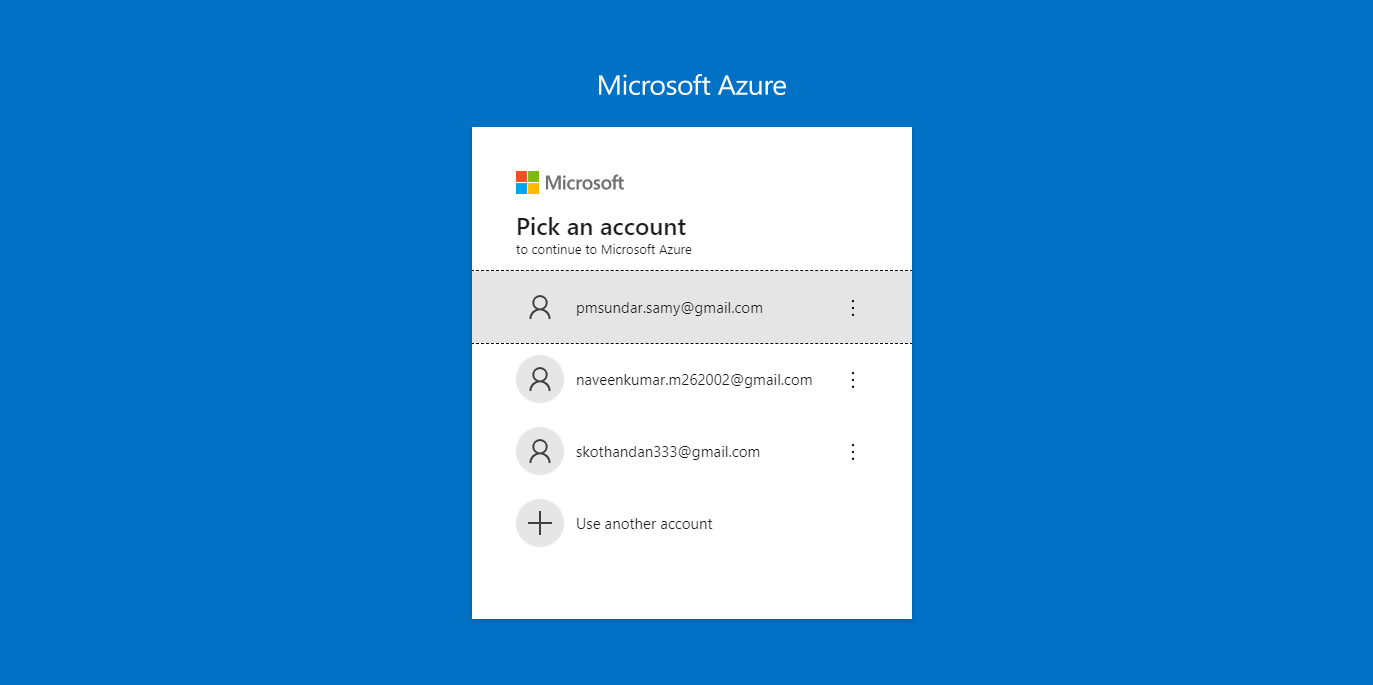 Microsoft Azure
Microsoft
Pick an account
to continue to Microsoft Azure
pmsundar.samy@gmail.com
naveenkumar.m262002@gmail.com
skothandan333@gmail.com
Use another account